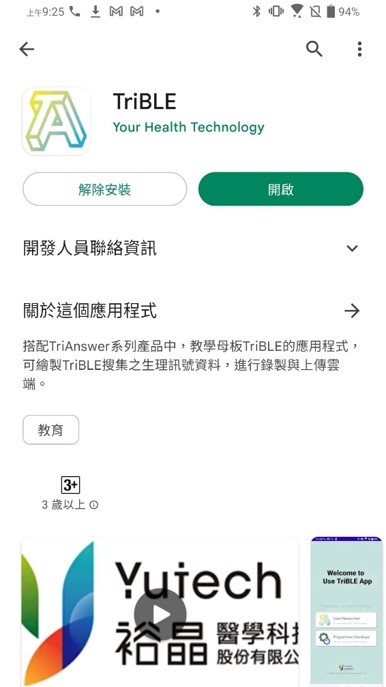 上午9:25
94%
TriBLE
Your Health Technology
解除安裝
開啟
開發人員聯絡資訊
關於這個應用程式
搭配TriAnswer系列產品中，教學母板TriBLE的應用程式，
可繪製TriBLE搜集之生理訊號資料，進行錄製與上傳雲
端。
教育
3+
3 歲以上
Yutech
裕晶 醫學科技
股份有限公
Welcome to
Use TriBLE App